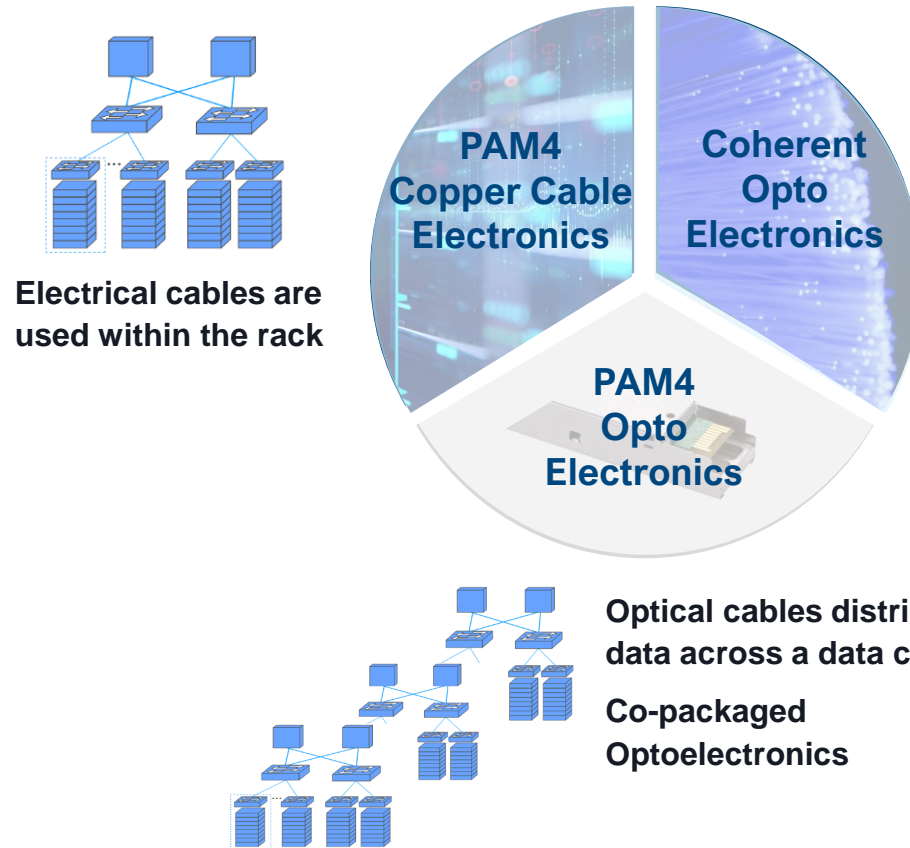 PAM4
Copper Cable
Electronics
Coherent
Opto
Electronics
Electrical cables are
used within the rack
PAM4
Opto
Electronics
Optical cables
data across a data
Co-packaged
Optoelectronics